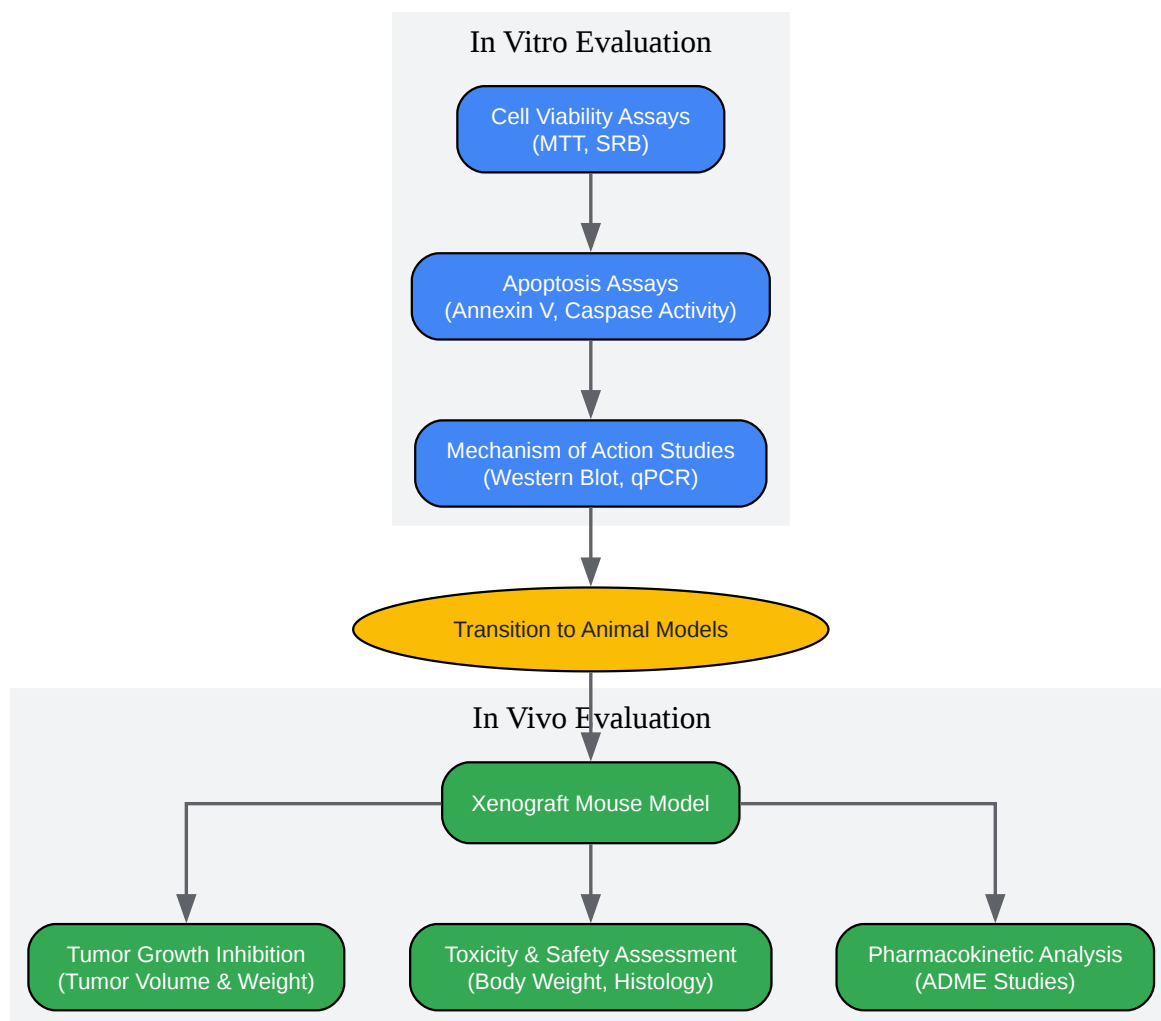 In Vitro Evaluation
Cell Viability Assays
(MTT, SRB)
Apoptosis Assays
(Annexin V, Caspase Activity)
Mechanism of Action Studies
(Western Blot, qPCR)
Transition to Animal Models
In Vivo Evaluation
Xenograft Mouse Model
Tumor Growth Inhibition
(Tumor Volume & Weight)
Toxicity & Safety Assessment
(Body Weight, Histology)
Pharmacokinetic Analysis
(ADME Studies)